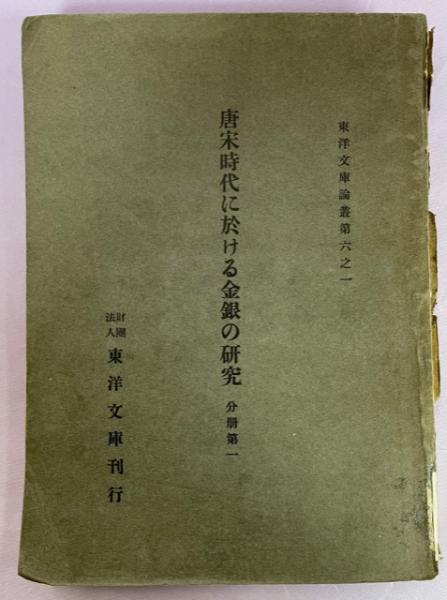 東洋文庫論叢第六之一
唐宋時代に於ける金銀の研究 分册第一
財團法人 東洋文庫刊行